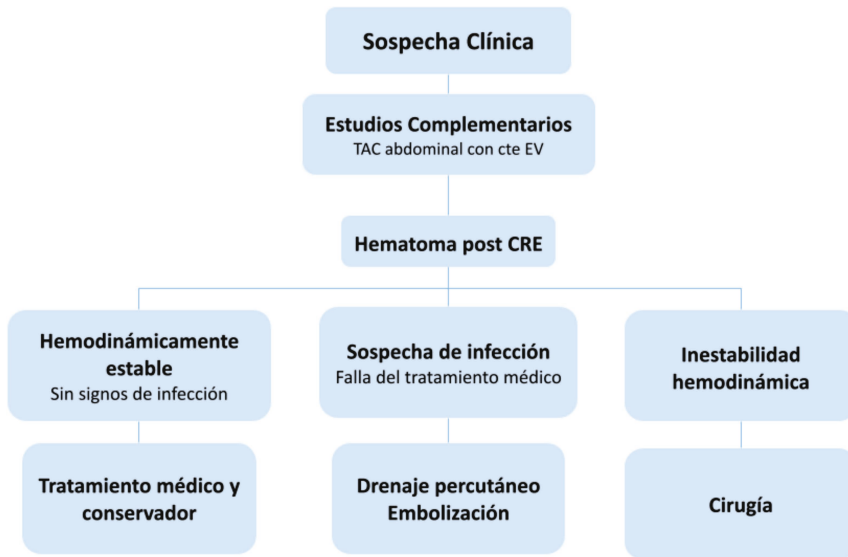 Sospecha Clínica
Estudios Complementarios
TAC abdominal con cte EV
Hematoma post CRE
Hemodinámicamente
estable
Sin signos de infección
Sospecha de infección
Falla del tratamiento médico
Inestabilidad
hemodinámica
Tratamiento médico y
conservador
Drenaje percutáneo
Embolización
Cirugía